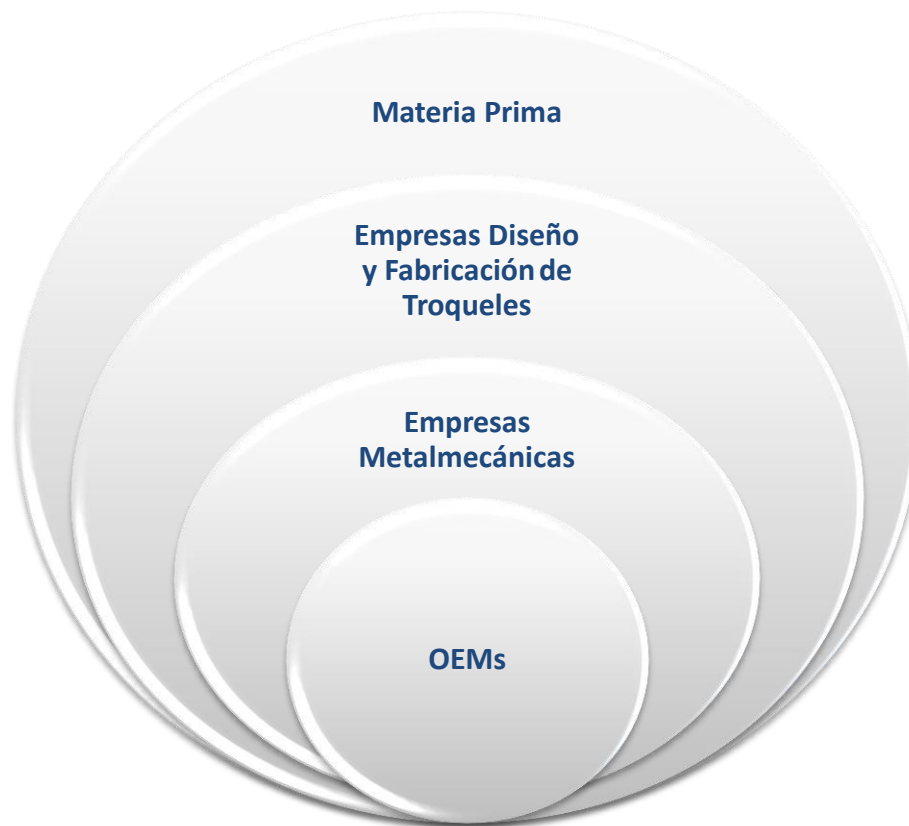 Materia Prima
Empresas Diseño
y Fabricación de
Troqueles
Empresas
Metalmecánicas
OEMs